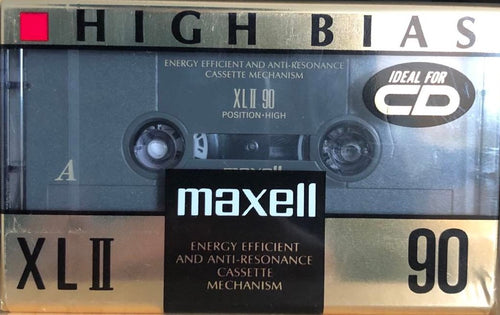 HIGH BIAS
ENERGY EFFICIENT AND ANTI-RESONANCE
CASSETTE MECHANISM
IDEAL FOR
CD
XLII 90
POSITION·HIGH
A
maxell
maxell
XLII
ENERGY EFFICIENT
AND ANTI-RESONANCE
CASSETTE
MECHANISM
90